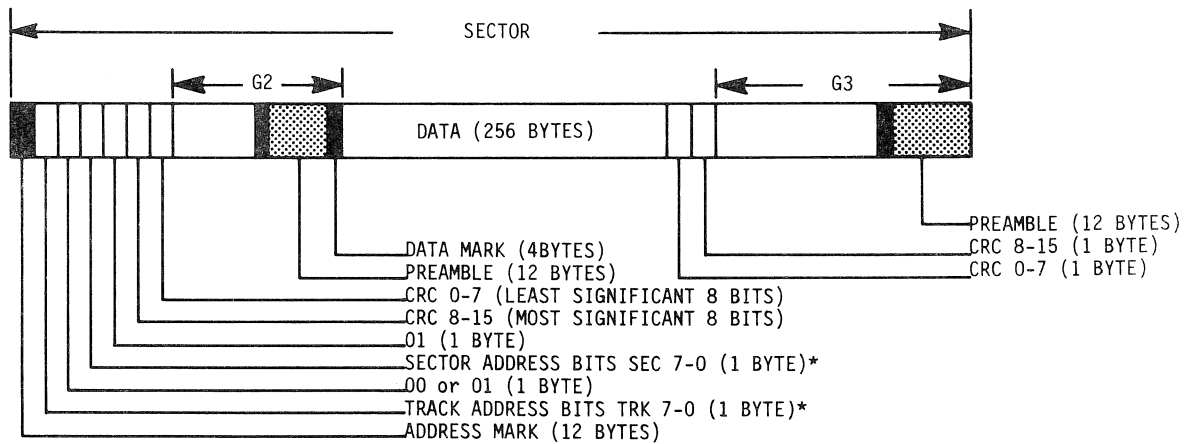 SECTOR
G2
G3
DATA (256 BYTES)
PREAMBLE (12 BYTES)
CRC 8-15 (1 BYTE)
CRC 0-7 (1 BYTE)
DATA MARK (4BYTES)
PREAMBLE (12 BYTES)
CRC 0-7 (LEAST SIGNIFICANT 8 BITS)
CRC 8-15 (MOST SIGNIFICANT 8 BITS)
01 (1 BYTE)
SECTOR ADDRESS BITS SEC 7-0 (1 BYTE)*
00 or 01 (1 BYTE)
TRACK ADDRESS BITS TRK 7-0 (1 BYTE)*
ADDRESS MARK (12 BYTES)